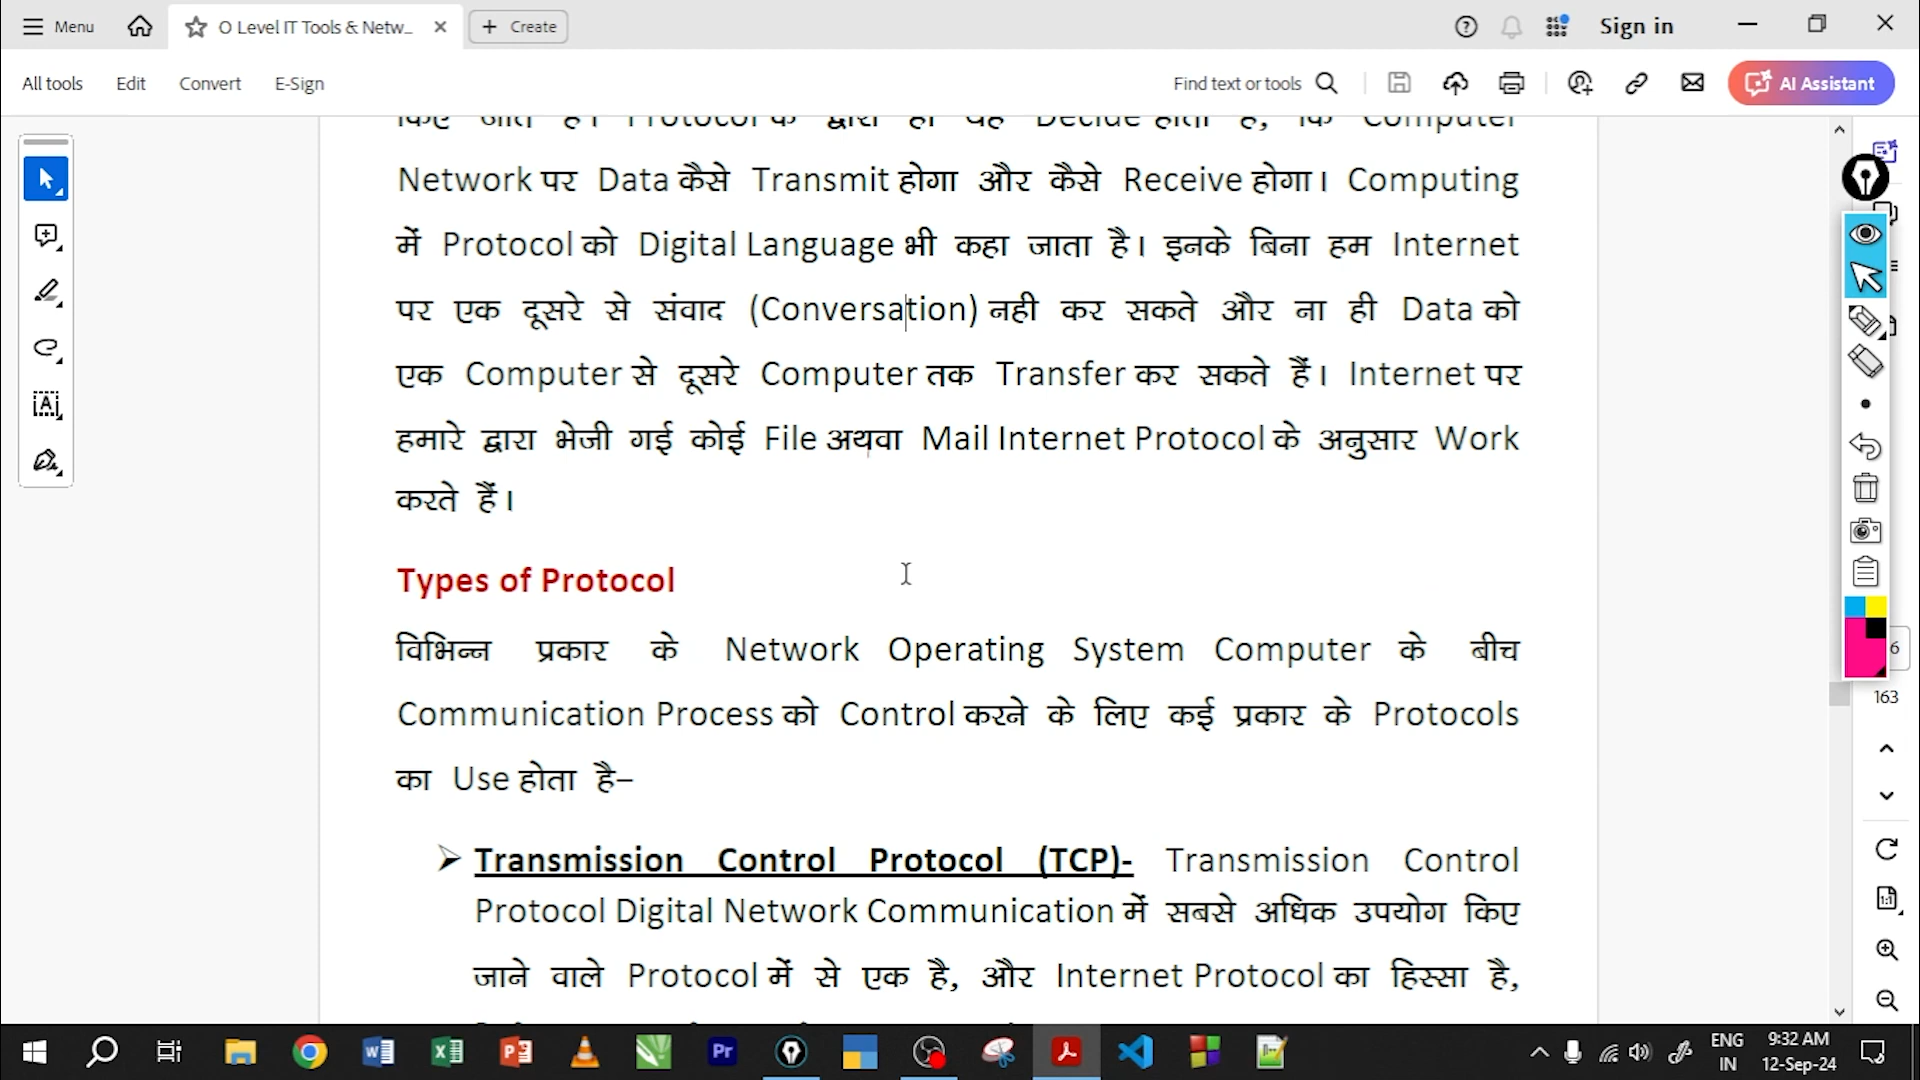 Menu
O Level IT Tools & Netw...
Create
Sign in
All tools Edit Convert E-Sign
Find text or tools
AI Assistant
किए जाते हैं। Protocol के द्वारा ही यह Decide होता है, कि Computer
Network पर Data कैसे Transmit होगा और कैसे Receive होगा। Computing
में Protocol को Digital Language भी कहा जाता है। इनके बिना हम Internet
पर एक दूसरे से संवाद (Conversation) नही कर सकते और ना ही Data को
एक Computer से दूसरे Computer तक Transfer कर सकते हैं। Internet पर
हमारे द्वारा भेजी गई कोई File अथवा Mail Internet Protocol के अनुसार Work
करते हैं।
Types of Protocol
विभिन्न प्रकार के Network Operating System Computer के बीच
Communication Process को Control करने के लिए कई प्रकार के Protocols
का Use होता है–
➢ Transmission Control Protocol (TCP)- Transmission Control
Protocol Digital Network Communication में सबसे अधिक उपयोग किए
जाने वाले Protocol में से एक है, और Internet Protocol का हिस्सा है,
6
163
ENG
IN
9:32 AM
12-Sep-24